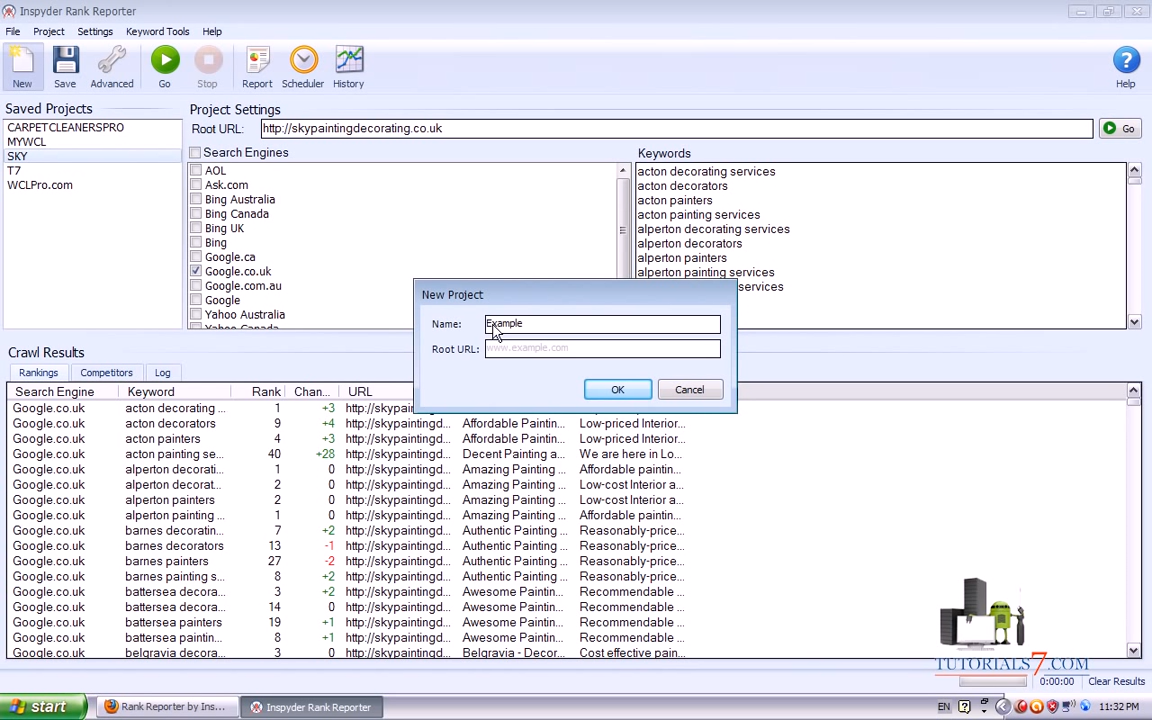 Inspyder Rank Reporter
File Project Settings Keyword Tools Help
New Save Advanced Go Stop Report Scheduler History Help
Saved Projects
CARPETCLEANERSPRO
MYWCL
SKY
T7
WCLPro.com
Project Settings
Root URL: http://skypaintingdecorating.co.uk Go
Search Engines
AOL
Ask.com
Bing Australia
Bing Canada
Bing UK
Bing
Google.ca
Google.co.uk
Google.com.au
Google
Yahoo Australia
Yahoo Canada
Keywords
acton decorating services
acton decorators
acton painters
acton painting services
alperton decorating services
alperton decorators
alperton painters
alperton painting services
services
New Project
Name: Example
Root URL: www.example.com
OK Cancel
Crawl Results
Rankings Competitors Log
Search Engine Keyword Rank Chan... URL
Google.co.uk acton decorating ... 1 +3 http://skypai Affordable Paintin... Low-priced Interior...
Google.co.uk acton decorators 9 +4 http://skypaintingd... Affordable Paintin... Low-priced Interior...
Google.co.uk acton painters 4 +3 http://skypaintingd... Affordable Paintin... Low-priced Interior...
Google.co.uk acton painting se... 40 +28 http://skypaintingd... Decent Painting a... We are here in Lo...
Google.co.uk alperton decorati... 1 0 http://skypaintingd... Amazing Painting ... Affordable paintin...
Google.co.uk alperton decorat... 2 0 http://skypaintingd... Amazing Painting ... Low-cost Interior a...
Google.co.uk alperton painters 2 0 http://skypaintingd... Amazing Painting ... Low-cost Interior a...
Google.co.uk alperton painting ... 1 0 http://skypaintingd... Amazing Painting ... Affordable paintin...
Google.co.uk barnes decoratin... 7 +2 http://skypaintingd... Authentic Painting ... Reasonably-price...
Google.co.uk barnes decorators 13 -1 http://skypaintingd... Authentic Painting ... Reasonably-price...
Google.co.uk barnes painters 27 -2 http://skypaintingd... Authentic Painting ... Reasonably-price...
Google.co.uk barnes painting s... 8 +2 http://skypaintingd... Authentic Painting ... Reasonably-price...
Google.co.uk battersea decora... 3 +2 http://skypaintingd... Awesome Painting ... Recommendable ...
Google.co.uk battersea decora... 14 0 http://skypaintingd... Awesome Painting ... Recommendable ...
Google.co.uk battersea painters 19 +1 http://skypaintingd... Awesome Painting ... Recommendable ...
Google.co.uk battersea paintin... 8 +1 http://skypaintingd... Awesome Painting ... Recommendable ...
Google.co.uk belgravia decora... 3 0 http://skypaintingd... Belgravia - Decor... Cost effective pain...
TUTORIALS7.COM
0:00:00 Clear Results
start Rank Reporter by Ins... Inspyder Rank Reporter EN 11:32 PM